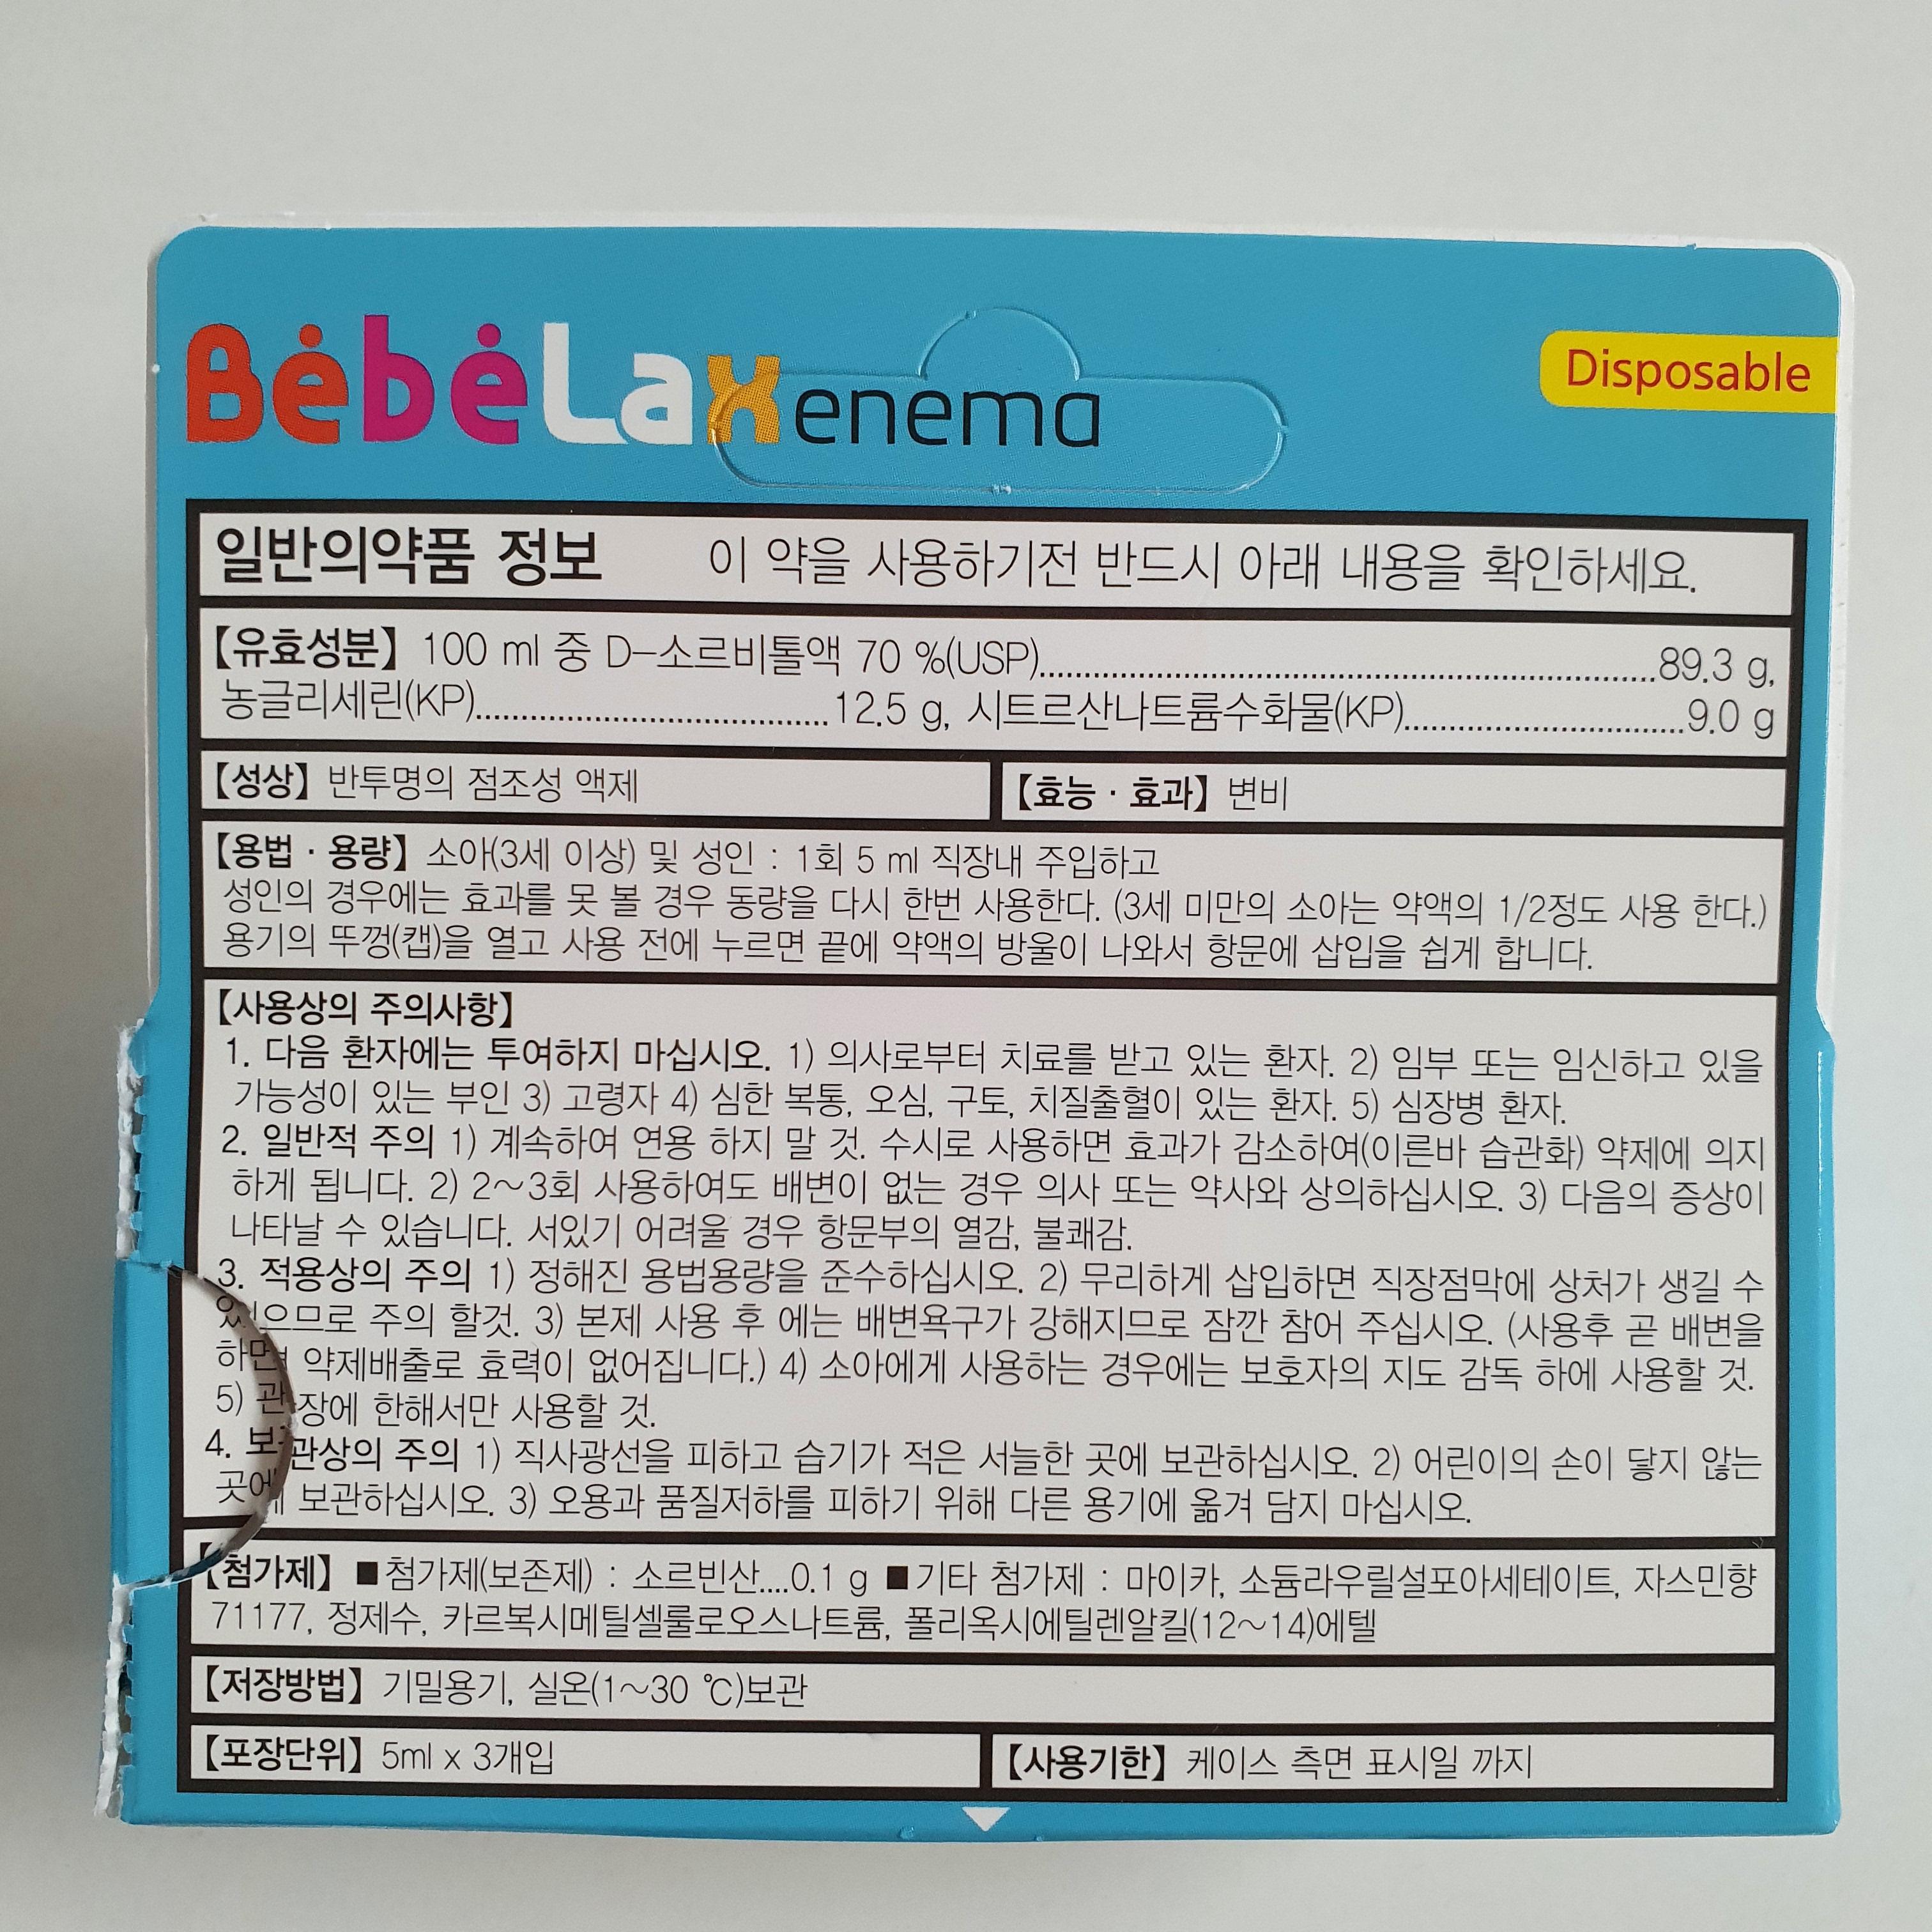 BėbėLax enema
Disposable
일반의약품 정보 이 약을 사용하기전 반드시 아래 내용을 확인하세요.
【유효성분】 100 ml 중 D-소르비톨액 70 %(USP)........................89.3 g,
농글리세린(KP)........................12.5 g, 시트르산나트륨수화물(KP)........................9.0 g
【성상】 반투명의 점조성 액제
【효능 · 효과】 변비
【용법 · 용량】 소아(3세 이상) 및 성인 : 1회 5 ml 직장내 주입하고
성인의 경우에는 효과를 못 볼 경우 동량을 다시 한번 사용한다. (3세 미만의 소아는 약액의 1/2정도 사용 한다.)
용기의 뚜껑(캡)을 열고 사용 전에 누르면 끝에 약액의 방울이 나와서 항문에 삽입을 쉽게 합니다.
【사용상의 주의사항】
1. 다음 환자에는 투여하지 마십시오. 1) 의사로부터 치료를 받고 있는 환자. 2) 임부 또는 임신하고 있을
가능성이 있는 부인 3) 고령자 4) 심한 복통, 오심, 구토, 치질출혈이 있는 환자. 5) 심장병 환자.
2. 일반적 주의 1) 계속하여 연용 하지 말 것. 수시로 사용하면 효과가 감소하여(이른바 습관화) 약제에 의지
하게 됩니다. 2) 2~3회 사용하여도 배변이 없는 경우 의사 또는 약사와 상의하십시오. 3) 다음의 증상이
나타날 수 있습니다. 서있기 어려울 경우 항문부의 열감, 불쾌감.
3. 적용상의 주의 1) 정해진 용법용량을 준수하십시오. 2) 무리하게 삽입하면 직장점막에 상처가 생길 수
있으므로 주의 할것. 3) 본제 사용 후 에는 배변욕구가 강해지므로 잠깐 참어 주십시오. (사용후 곧 배변을
하면 약제배출로 효력이 없어집니다.) 4) 소아에게 사용하는 경우에는 보호자의 지도 감독 하에 사용할 것.
5) 관장에 한해서만 사용할 것.
4. 보관상의 주의 1) 직사광선을 피하고 습기가 적은 서늘한 곳에 보관하십시오. 2) 어린이의 손이 닿지 않는
곳에 보관하십시오. 3) 오용과 품질저하를 피하기 위해 다른 용기에 옮겨 담지 마십시오.
【첨가제】 ■첨가제(보존제) : 소르빈산....0.1 g ■기타 첨가제 : 마이카, 소듐라우릴설포아세테이트, 자스민향
71177, 정제수, 카르복시메틸셀룰로오스나트륨, 폴리옥시에틸렌알킬(12~14)에텔
【저장방법】 기밀용기, 실온(1~30 ℃)보관
【포장단위】 5ml x 3개입
【사용기한】 케이스 측면 표시일 까지